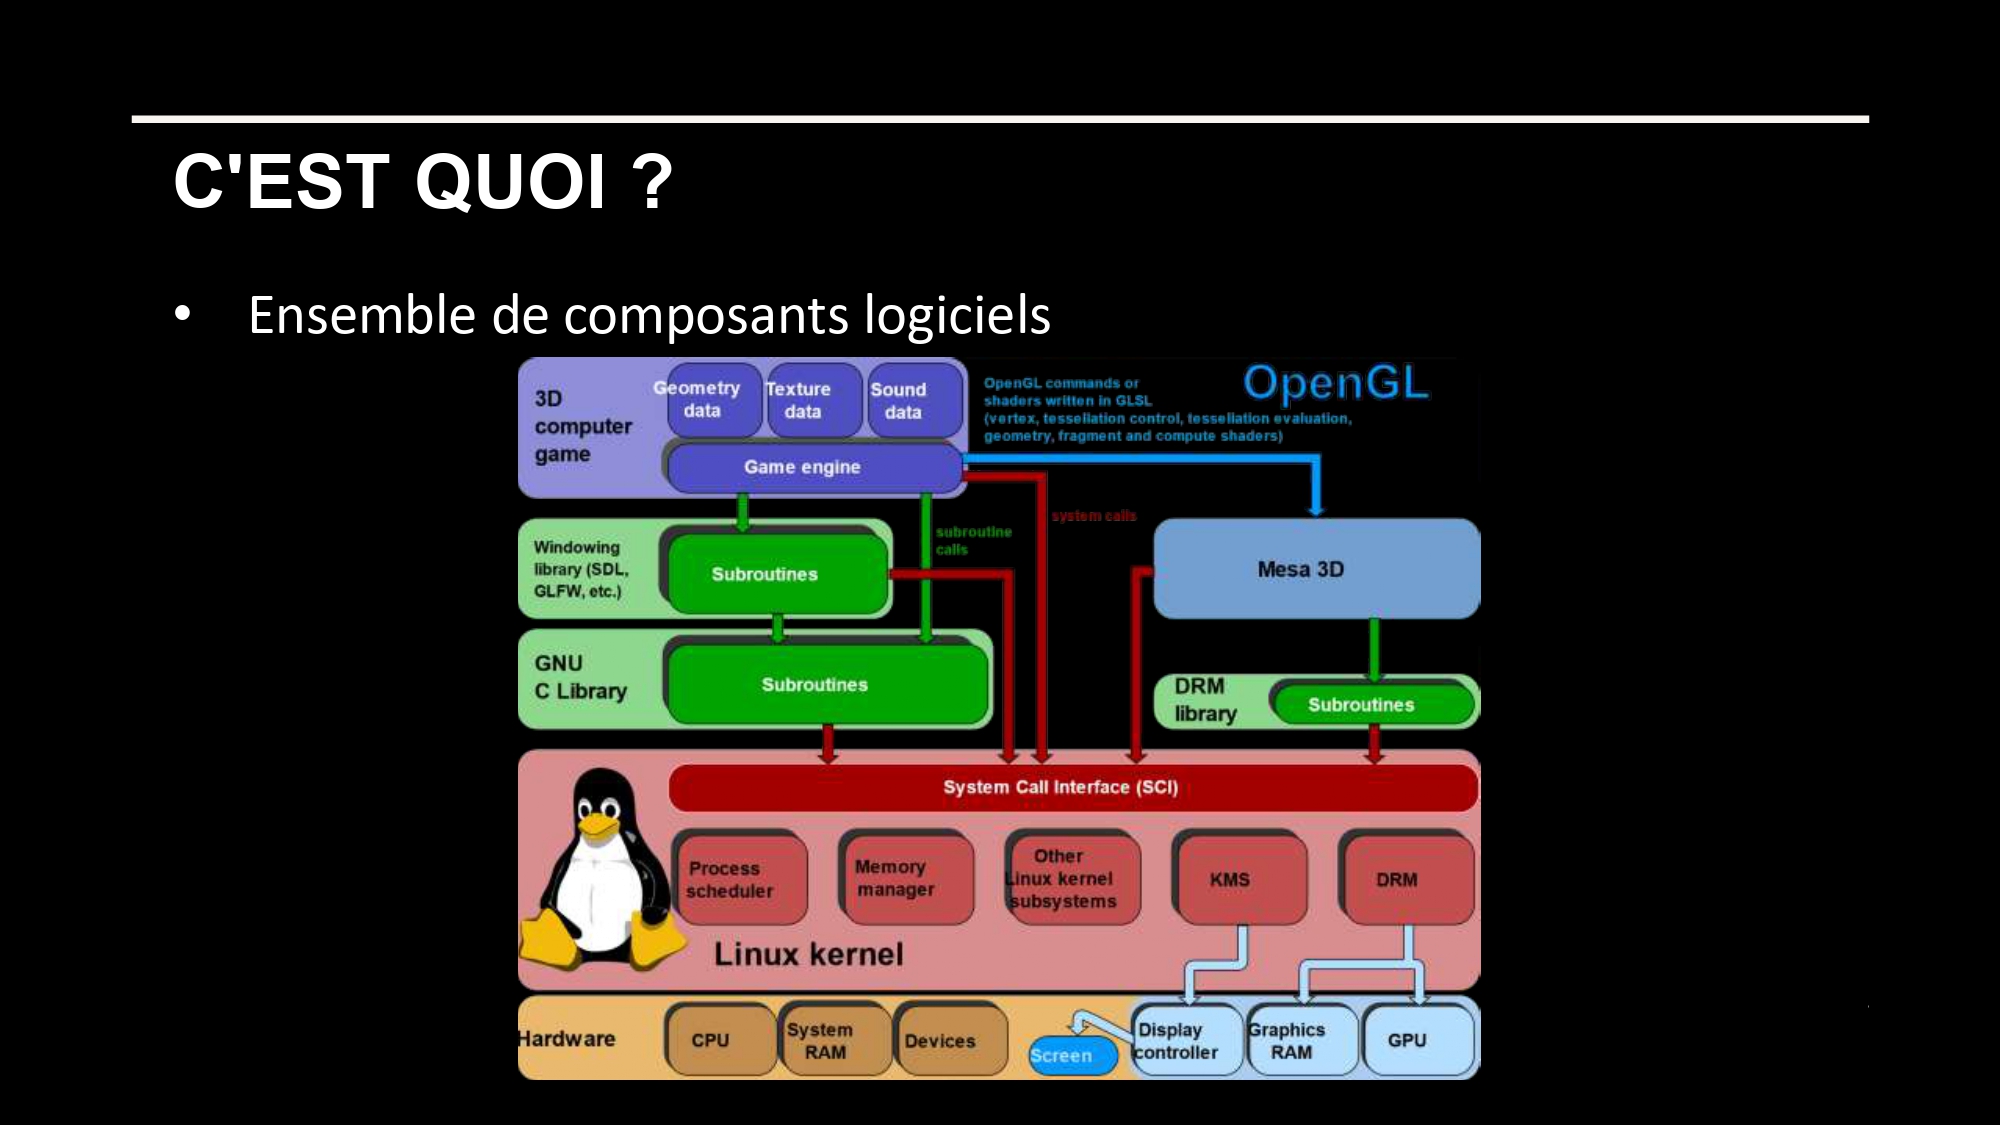 C'EST QUOI ?
• Ensemble de composants logiciels
3D
computer
game
Geometry
data
Texture
data
Sound
data
Game engine
OpenGL commands or
shaders written in GLSL
(vertex, tessellation control, tessellation evaluation,
geometry, fragment and compute shaders)
OpenGL
system calls
subroutine
calls
Windowing
library (SDL,
GLFW, etc.)
Subroutines
Mesa 3D
GNU
C Library
Subroutines
DRM
library
Subroutines
System Call Interface (SCI)
Process
scheduler
Memory
manager
Other
Linux kernel
subsystems
KMS
DRM
Linux kernel
Hardware
CPU
System
RAM
Devices
Screen
Display
controller
Graphics
RAM
GPU